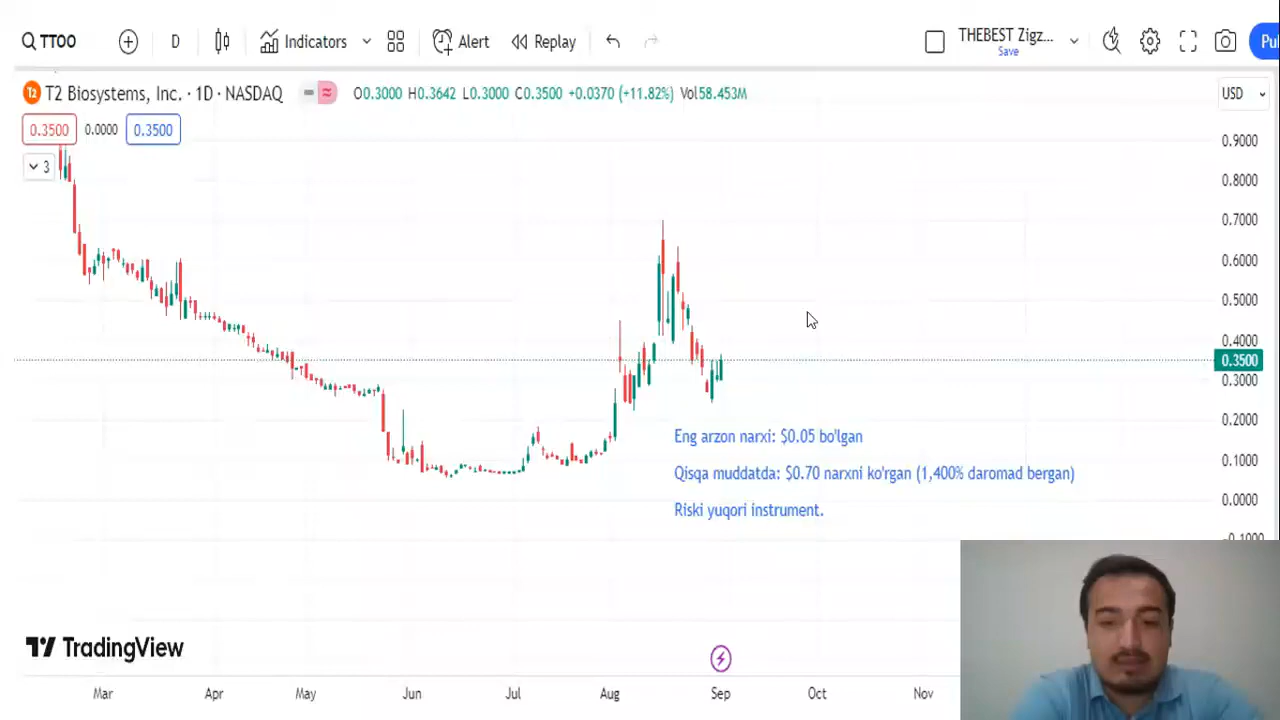 TTOO D Indicators Alert Replay THEBEST Zigz... Save Pu
T2 T2 Biosystems, Inc. · 1D · NASDAQ O0.3000 H0.3642 L0.3000 C0.3500 +0.0370 (+11.82%) Vol58.453M USD
0.3500 0.0000 0.3500
3
0.9000
0.8000
0.7000
0.6000
0.5000
0.4000
0.3500
0.3000
0.2000
0.1000
0.0000
-0.1000
Eng arzon narxi: $0.05 bo'lgan
Qisqa muddatda: $0.70 narxni ko'rgan (1,400% daromad bergan)
Riski yuqori instrument.
TradingView
Mar Apr May Jun Jul Aug Sep Oct Nov